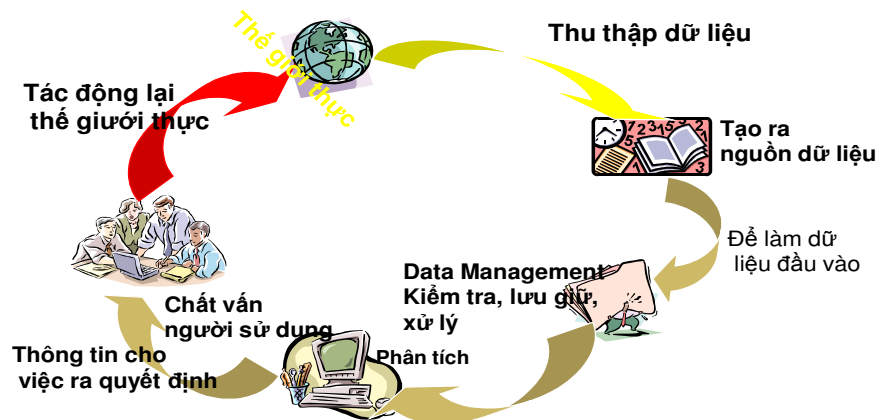 Thế giới thực
Thu thập dữ liệu
Tác động lại
thế giưới thực
Tạo ra
nguồn dữ liệu
Để làm dữ
liệu đầu vào
Data Management
Kiểm tra, lưu giữ,
xử lý
Phân tích
Chất vấn
người sử dung
Thông tin cho
việc ra quyết định